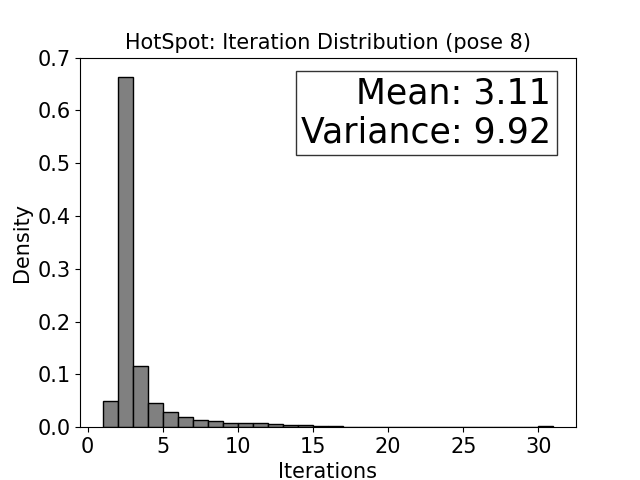 HotSpot: Iteration Distribution (pose 8)
Mean: 3.11
Variance: 9.92
Density
0.7
0.6
0.5
0.4
0.3
0.2
0.1
0.0
0 5 10 15 20 25 30
Iterations